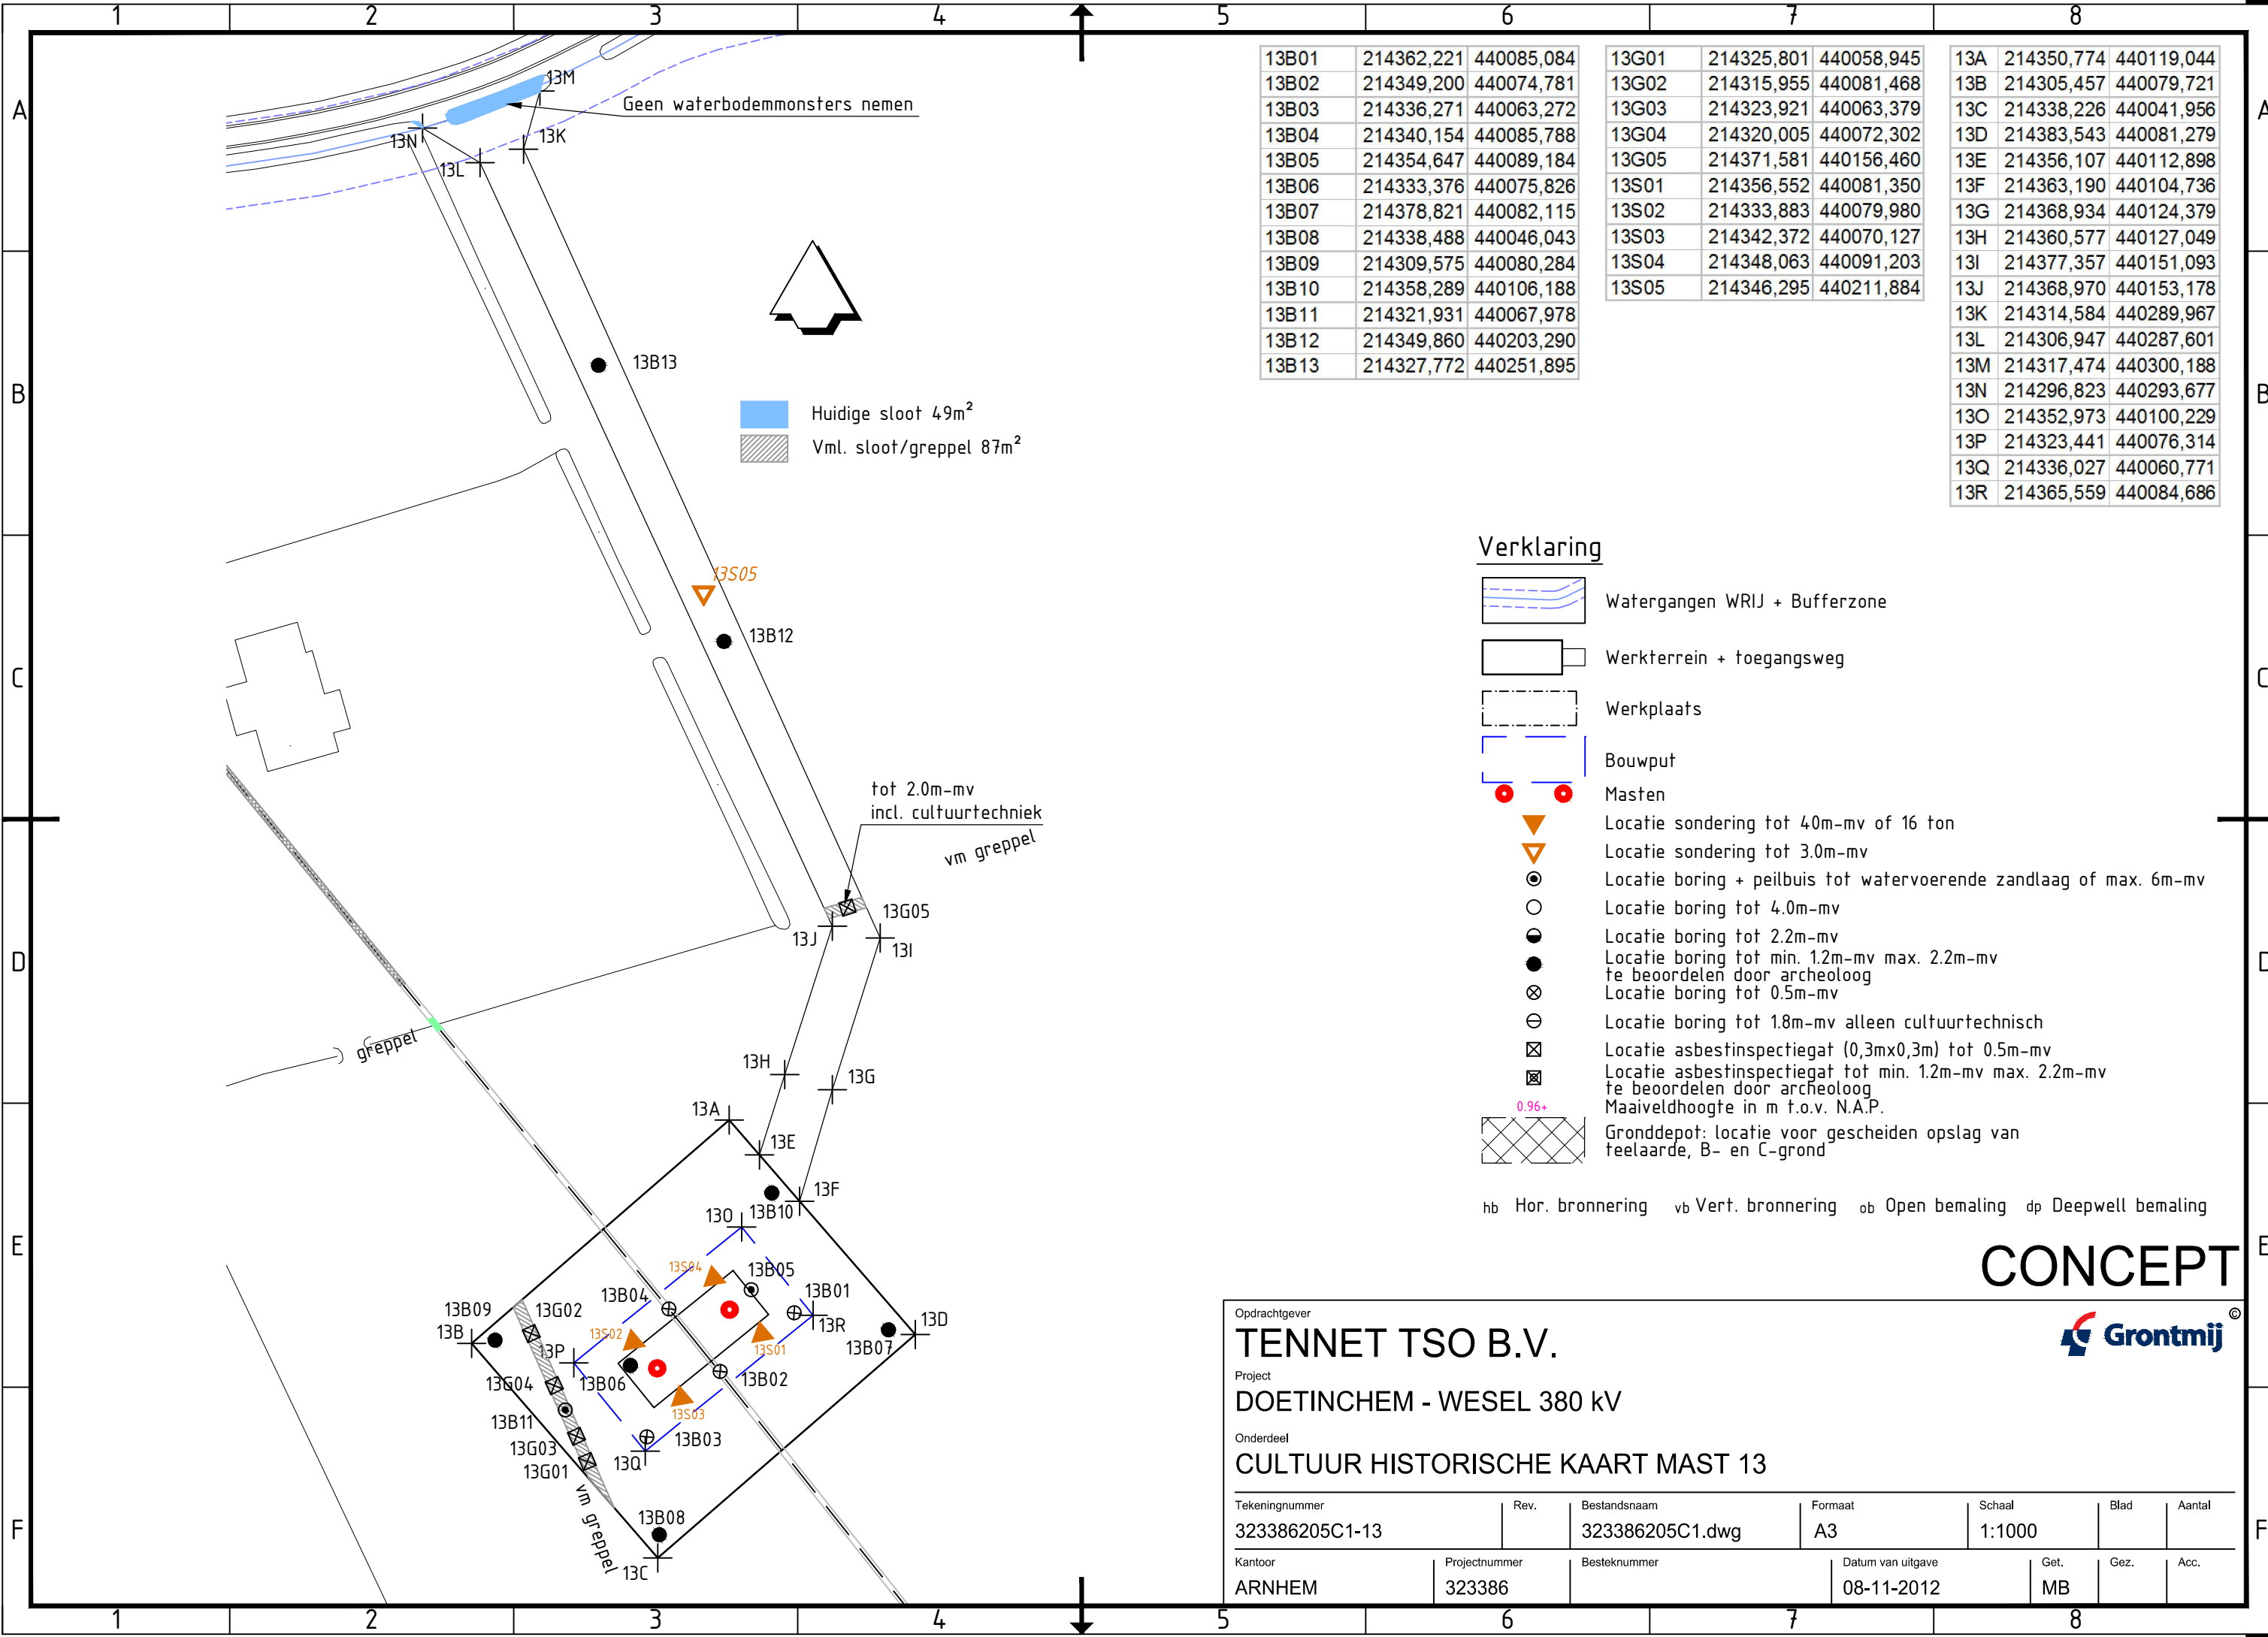 1 2 3 4 5 6 7 8
A
B
C
D
E
F
13M
Geen waterbodemmonsters nemen
13N
13K
13L
13B13
Huidige sloot 49m²
Vml. sloot/greppel 87m²
13S05
13B12
tot 2.0m-mv
incl. cultuurtechniek
vm greppel
13G05
13J
13I
greppel
13H
13G
13A
13E
13F
13O
13B10
13S04
13B05
13B04
13B01
13B09
13G02
13R
13D
13B
13S02
13P
13S01
13B07
13G04
13B06
13B02
13B11
13S03
13G03
13B03
13G01
13Q
vm greppel
13B08
13C
13B01 214362,221 440085,084
13B02 214349,200 440074,781
13B03 214336,271 440063,272
13B04 214340,154 440085,788
13B05 214354,647 440089,184
13B06 214333,376 440075,826
13B07 214378,821 440082,115
13B08 214338,488 440046,043
13B09 214309,575 440080,284
13B10 214358,289 440106,188
13B11 214321,931 440067,978
13B12 214349,860 440203,290
13B13 214327,772 440251,895
13G01 214325,801 440058,945
13G02 214315,955 440081,468
13G03 214323,921 440063,379
13G04 214320,005 440072,302
13G05 214371,581 440156,460
13S01 214356,552 440081,350
13S02 214333,883 440079,980
13S03 214342,372 440070,127
13S04 214348,063 440091,203
13S05 214346,295 440211,884
13A 214350,774 440119,044
13B 214305,457 440079,721
13C 214338,226 440041,956
13D 214383,543 440081,279
13E 214356,107 440112,898
13F 214363,190 440104,736
13G 214368,934 440124,379
13H 214360,577 440127,049
13I 214377,357 440151,093
13J 214368,970 440153,178
13K 214314,584 440289,967
13L 214306,947 440287,601
13M 214317,474 440300,188
13N 214296,823 440293,677
13O 214352,973 440100,229
13P 214323,441 440076,314
13Q 214336,027 440060,771
13R 214365,559 440084,686
Verklaring
Watergangen WRIJ + Bufferzone
Werkterrein + toegangsweg
Werkplaats
Bouwput
Masten
Locatie sondering tot 40m-mv of 16 ton
Locatie sondering tot 3.0m-mv
Locatie boring + peilbuis tot watervoerende zandlaag of max. 6m-mv
Locatie boring tot 4.0m-mv
Locatie boring tot 2.2m-mv
Locatie boring tot min. 1.2m-mv max. 2.2m-mv
te beoordelen door archeoloog
Locatie boring tot 0.5m-mv
Locatie boring tot 1.8m-mv alleen cultuurtechnisch
Locatie asbestinspectiegat (0,3mx0,3m) tot 0.5m-mv
Locatie asbestinspectiegat tot min. 1.2m-mv max. 2.2m-mv
te beoordelen door archeoloog
0.96+ Maaiveldhoogte in m t.o.v. N.A.P.
Gronddepot: locatie voor gescheiden opslag van
teelaarde, B- en C-grond
hb Hor. bronnering vb Vert. bronnering ob Open bemaling dp Deepwell bemaling
CONCEPT
Opdrachtgever
TENNET TSO B.V.
Grontmij ©
Project
DOETINCHEM - WESEL 380 kV
Onderdeel
CULTUUR HISTORISCHE KAART MAST 13
Tekeningnummer Rev. Bestandsnaam Formaat Schaal Blad Aantal
323386205C1-13 323386205C1.dwg A3 1:1000
Kantoor Projectnummer Besteknummer Datum van uitgave Get. Gez. Acc.
ARNHEM 323386 08-11-2012 MB
A
B
C
D
E
F
1 2 3 4 5 6 7 8